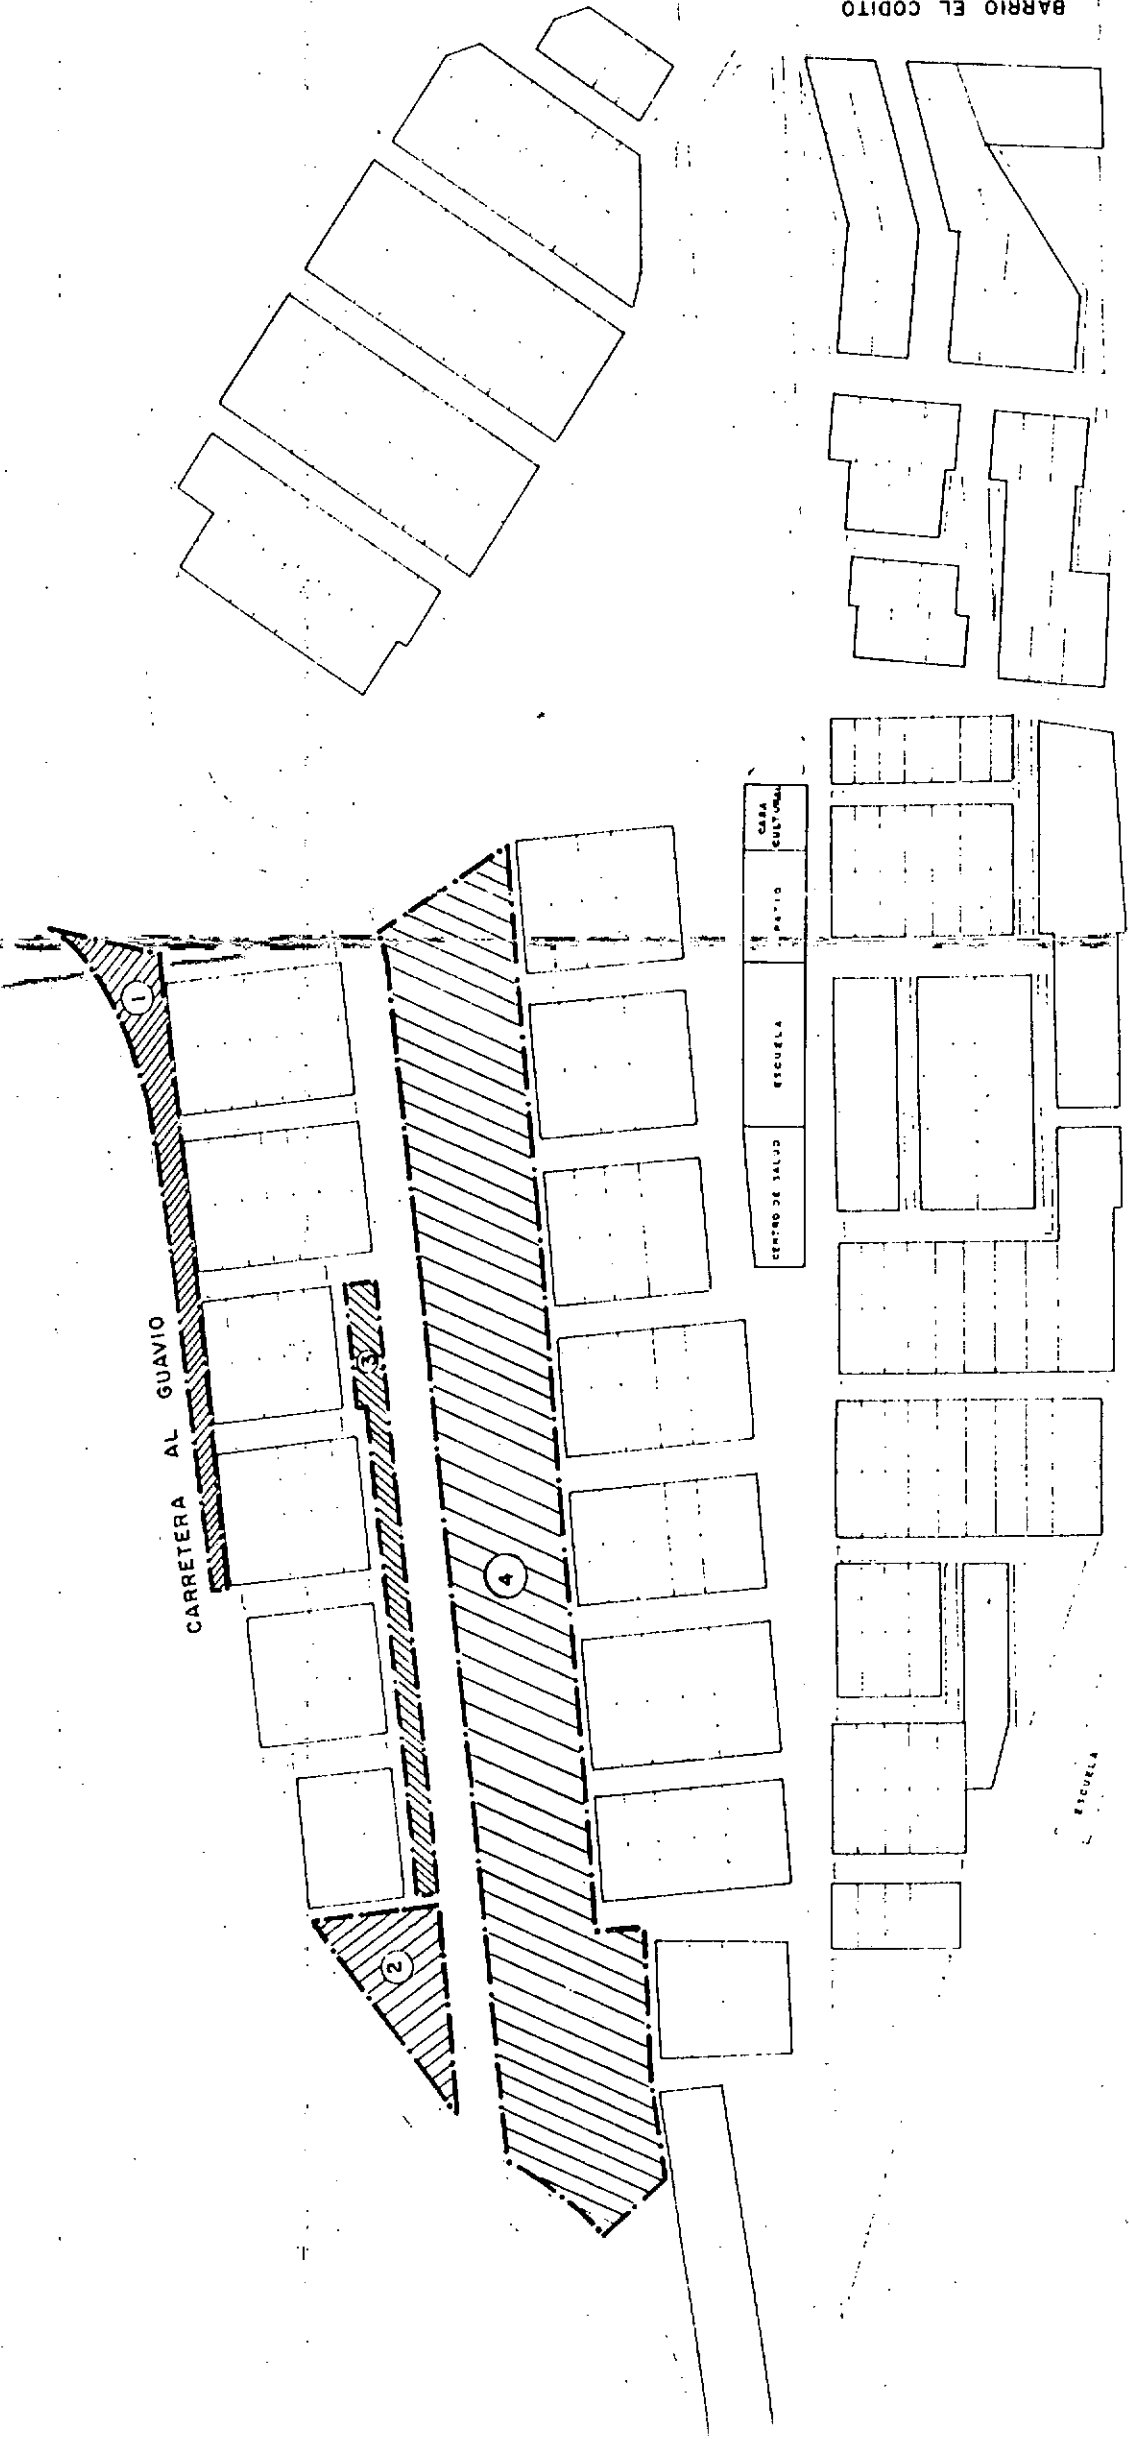 BARRIO EL CODITO
CASA
CULTURAL
PATIO
ESCUELA
CENTRO DE SALUD
CARRETERA AL GUAVIO
1
3
4
2
ESCUELA